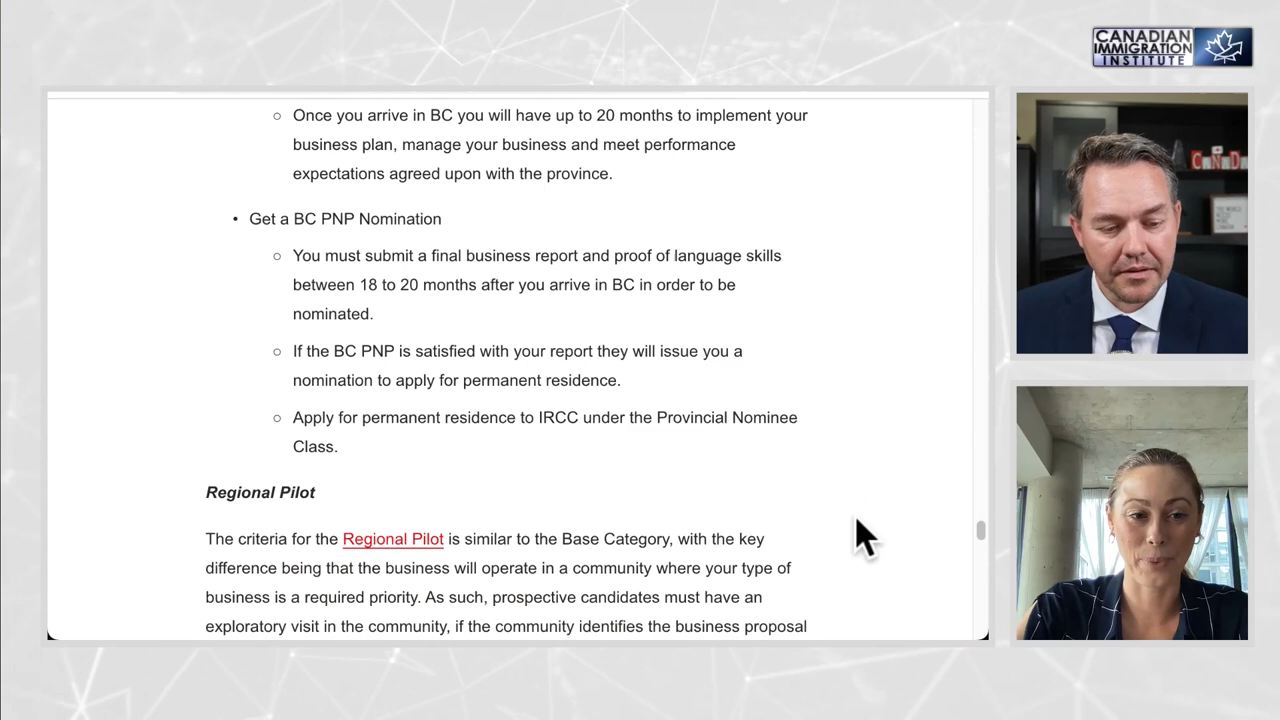 CANADIAN
IMMIGRATION
INSTITUTE
○ Once you arrive in BC you will have up to 20 months to implement your
business plan, manage your business and meet performance
expectations agreed upon with the province.
• Get a BC PNP Nomination
○ You must submit a final business report and proof of language skills
between 18 to 20 months after you arrive in BC in order to be
nominated.
○ If the BC PNP is satisfied with your report they will issue you a
nomination to apply for permanent residence.
○ Apply for permanent residence to IRCC under the Provincial Nominee
Class.
Regional Pilot
The criteria for the Regional Pilot is similar to the Base Category, with the key
difference being that the business will operate in a community where your type of
business is a required priority. As such, prospective candidates must have an
exploratory visit in the community, if the community identifies the business proposal
CND